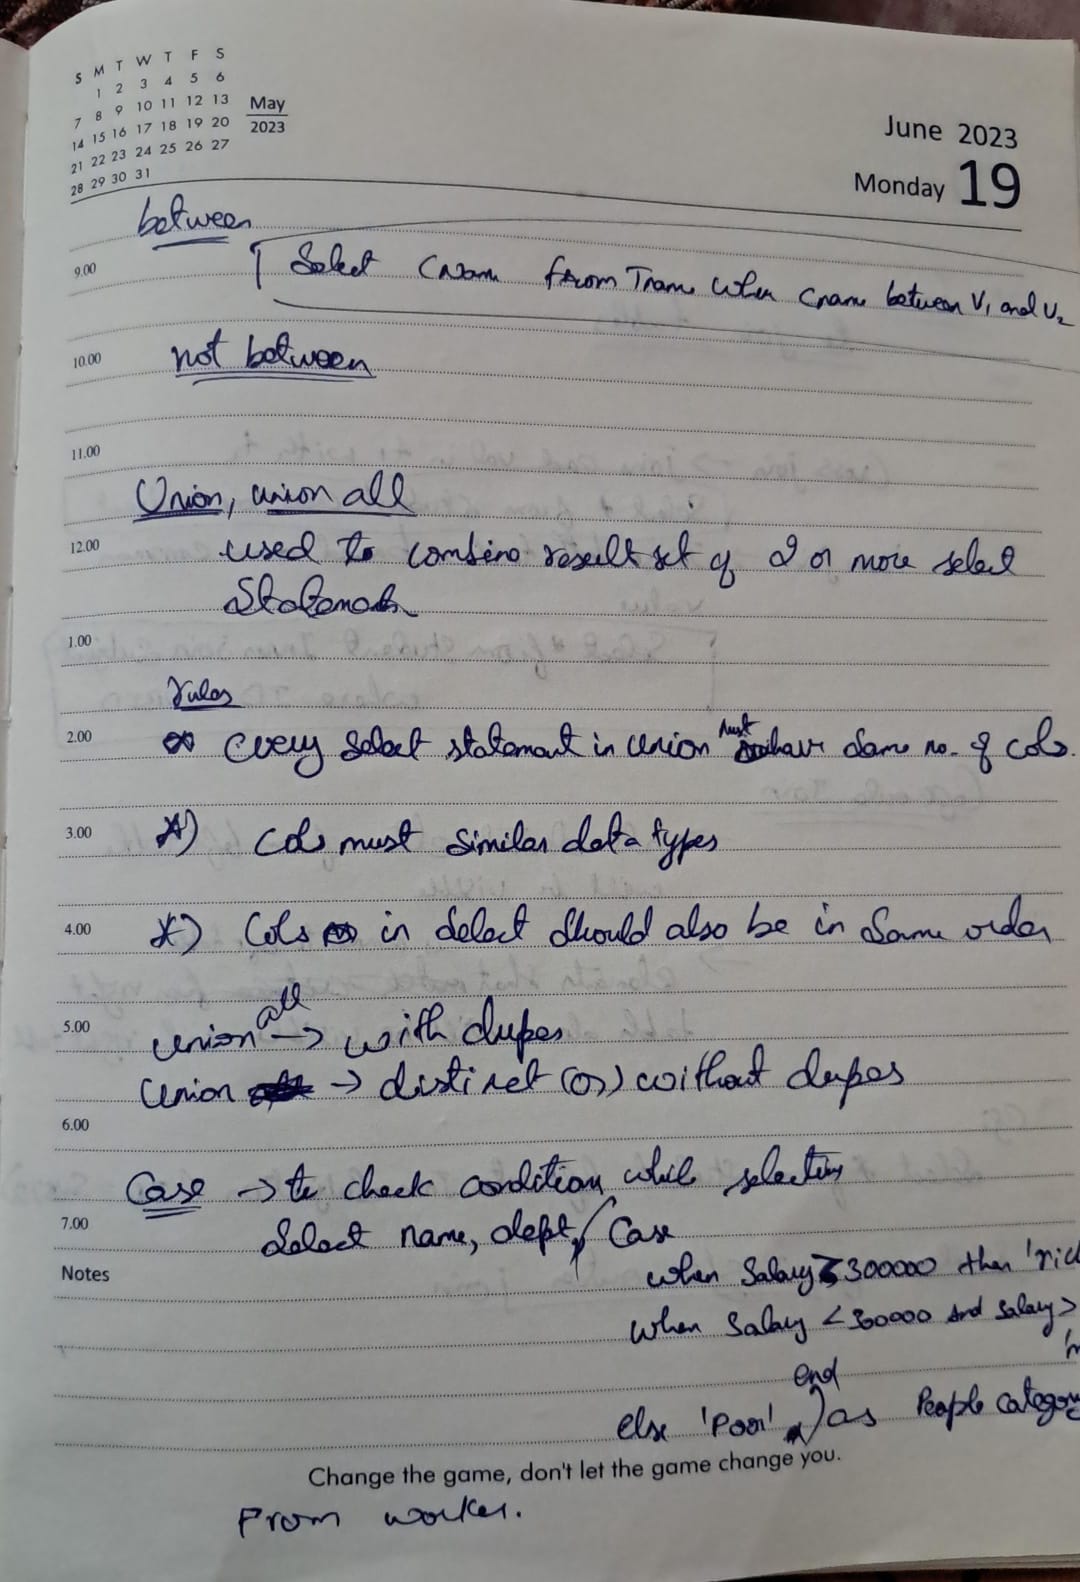 S M T W T F S
1 2 3 4 5 6
7 8 9 10 11 12 13
14 15 16 17 18 19 20
21 22 23 24 25 26 27
28 29 30 31
May
2023
June 2023
Monday 19
between
9.00
Select CNam from Tname when cname between V1 and V2
10.00 not between
11.00
Union, union all
12.00 used to combine result set of 2 or more select
Statements
1.00
rules
2.00 every select statement in union must have same no. of cols.
3.00 *) Cols must similar data types
4.00 *) Cols in select should also be in same order
5.00 union all -> with dupes
union -> distinct (or) without dupes
6.00
Case -> to check condition while selecting
7.00 Select name, dept, (Case
Notes when Salary > 300000 then 'ric
when Salary < 300000 and salary >
end
else 'Poor' ) as People category
Change the game, don't let the game change you.
From worker.